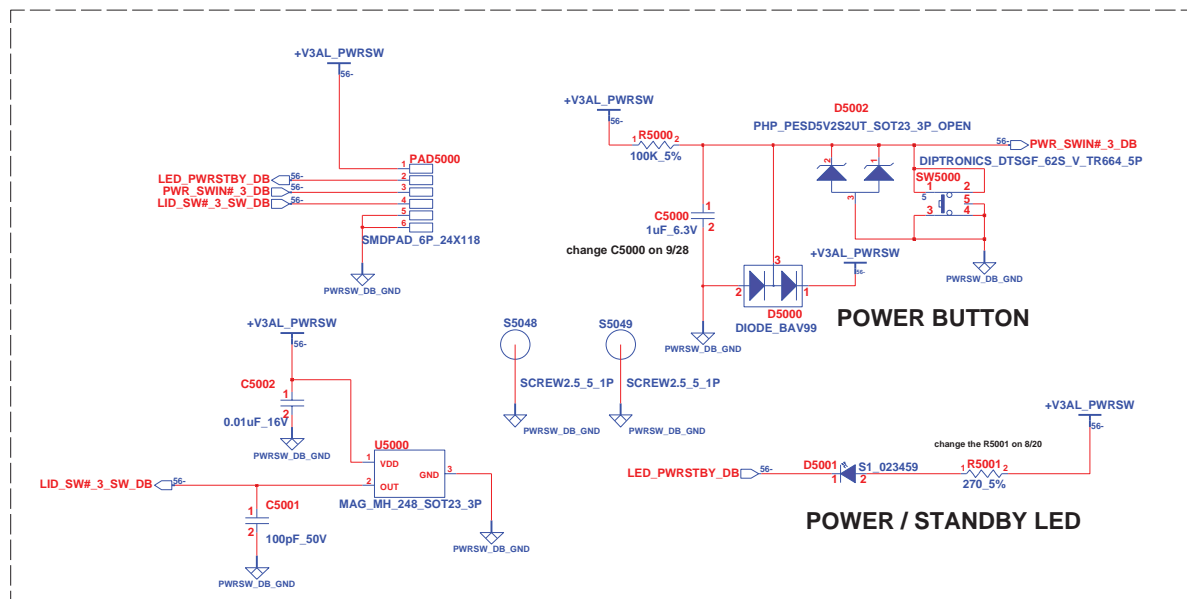 +V3AL_PWRSW
56-
PAD5000
1
LED_PWRSTBY_DB
56-
2
PWR_SWIN#_3_DB
56-
3
LID_SW#_3_SW_DB
56-
4
5
6
SMDPAD_6P_24X118
PWRSW_DB_GND
+V3AL_PWRSW
56-
1
R5000
2
100K_5%
D5002
PHP_PESD5V2S2UT_SOT23_3P_OPEN
2
1
3
56-
PWR_SWIN#_3_DB
DIPTRONICS_DTSGF_62S_V_TR664_5P
SW5000
1
2
5
5
3
4
PWRSW_DB_GND
1
C5000
2
1uF_6.3V
change C5000 on 9/28
PWRSW_DB_GND
3
2
1
D5000
DIODE_BAV99
+V3AL_PWRSW
56-
POWER BUTTON
+V3AL_PWRSW
56-
C5002
1
2
0.01uF_16V
PWRSW_DB_GND
S5048
SCREW2.5_5_1P
PWRSW_DB_GND
S5049
SCREW2.5_5_1P
PWRSW_DB_GND
U5000
1
VDD
GND
3
2
OUT
MAG_MH_248_SOT23_3P
PWRSW_DB_GND
LID_SW#_3_SW_DB
56-
C5001
1
2
100pF_50V
PWRSW_DB_GND
+V3AL_PWRSW
56-
change the R5001 on 8/20
LED_PWRSTBY_DB
56-
D5001
1
2
S1_023459
1
R5001
2
270_5%
POWER / STANDBY LED